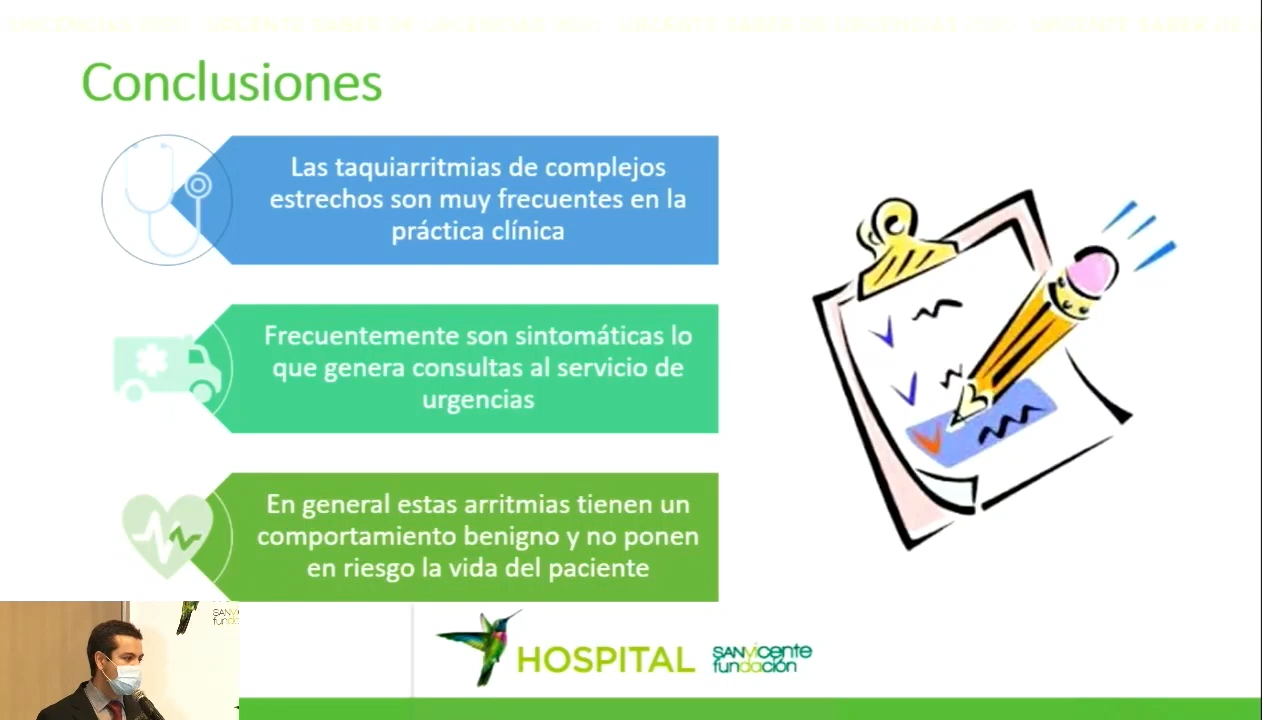 Conclusiones
Las taquiarritmias de complejos
estrechos son muy frecuentes en la
práctica clínica
Frecuentemente son sintomáticas lo
que genera consultas al servicio de
urgencias
En general estas arritmias tienen un
comportamiento benigno y no ponen
en riesgo la vida del paciente
HOSPITAL
SANVicente
fundación